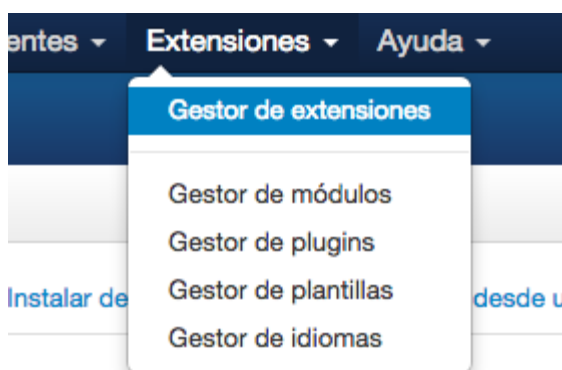 entes Extensiones Ayuda
Gestor de extensiones
Gestor de módulos
Gestor de plugins
Gestor de plantillas
Instalar de desde u
Gestor de idiomas